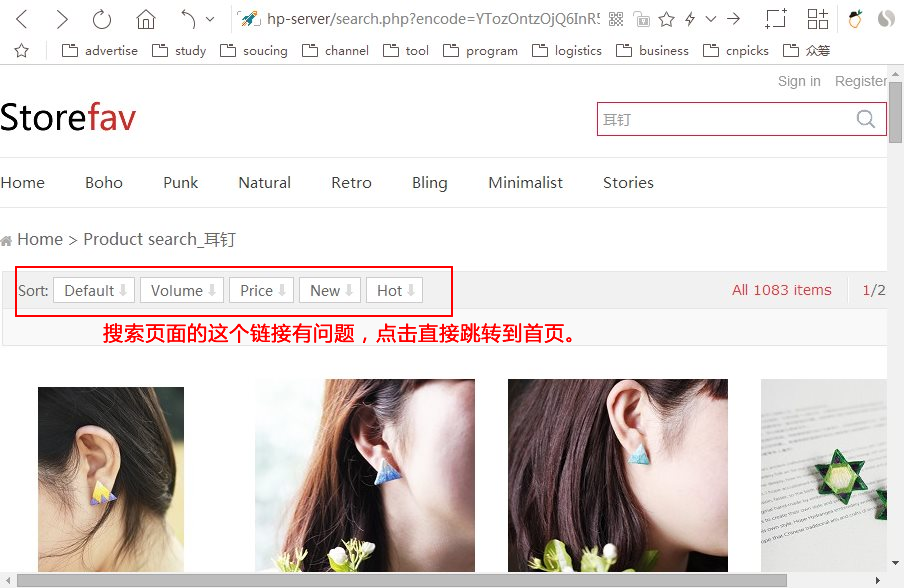 hp-server/search.php?encode=YTozOntzOjQ6InR5
advertise study soucing channel tool program logistics business cnpicks 众筹
Sign in Register
Storefav
耳钉
Home Boho Punk Natural Retro Bling Minimalist Stories
Home > Product search_耳钉
Sort: Default Volume Price New Hot All 1083 items 1/2
搜索页面的这个链接有问题，点击直接跳转到首页。